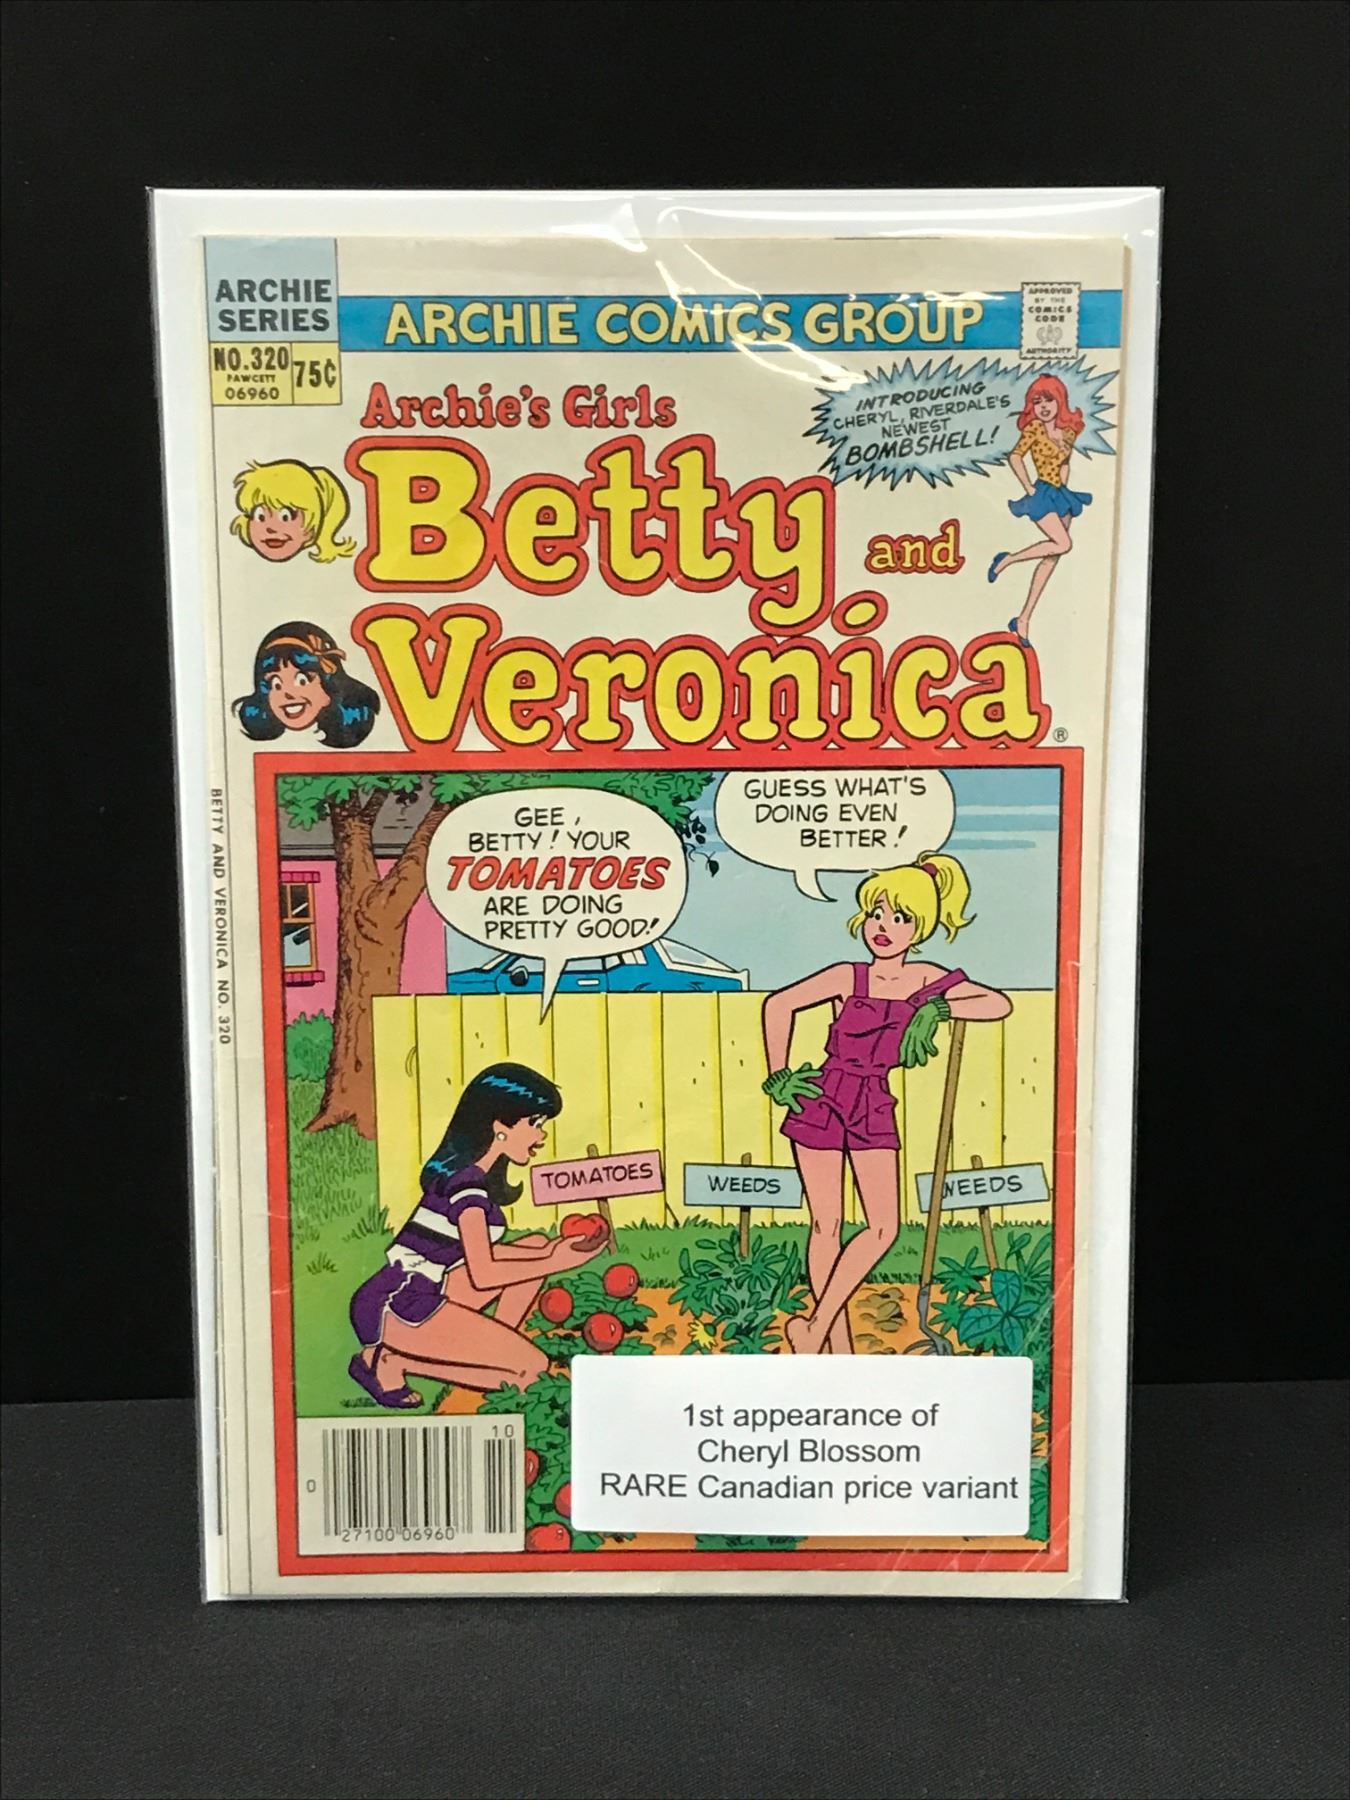 ARCHIE
SERIES
NO.320
FAWCETT
06960
75¢
ARCHIE COMICS GROUP
APPROVED
BY THE
COMICS
CODE
AUTHORITY
Archie's Girls
Betty
and
Veronica
®
INTRODUCING
CHERYL, RIVERDALE'S
NEWEST
BOMBSHELL!
BETTY AND VERONICA NO. 320
GEE,
BETTY! YOUR
TOMATOES
ARE DOING
PRETTY GOOD!
GUESS WHAT'S
DOING EVEN
BETTER!
TOMATOES
WEEDS
WEEDS
1st appearance of
Cheryl Blossom
RARE Canadian price variant
10
0
27100 06960